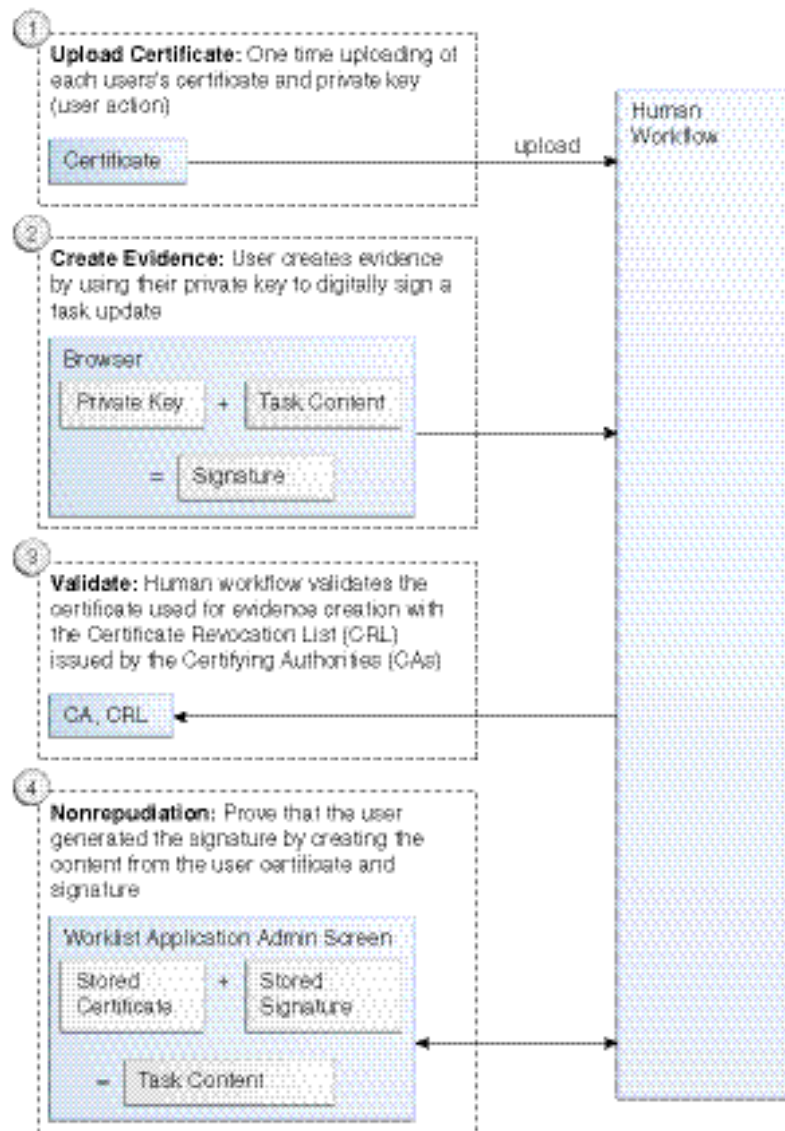 1
Upload Certificate: One time uploading of
each users's certificate and private key
(user action)
Certificate
upload
Human
Workflow
2
Create Evidence: User creates evidence
by using their private key to digitally sign a
task update
Browser
Private Key + Task Content
= Signature
3
Validate: Human workflow validates the
certificate used for evidence creation with
the Certificate Revocation List (CRL)
issued by the Certifying Authorities (CAs)
CA, CRL
4
Nonrepudiation: Prove that the user
generated the signature by creating the
content from the user certificate and
signature
Worklist Application Admin Screen
Stored + Stored
Certificate Signature
= Task Content